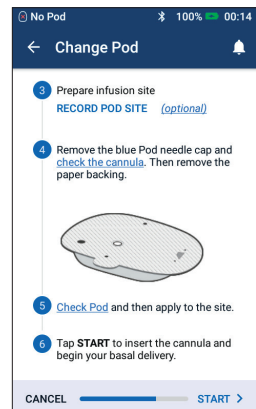 No Pod 100% 00:14
Change Pod
3 Prepare infusion site
RECORD POD SITE (optional)
4 Remove the blue Pod needle cap and
check the cannula. Then remove the
paper backing.
5 Check Pod and then apply to the site.
6 Tap START to insert the cannula and
begin your basal delivery.
CANCEL START